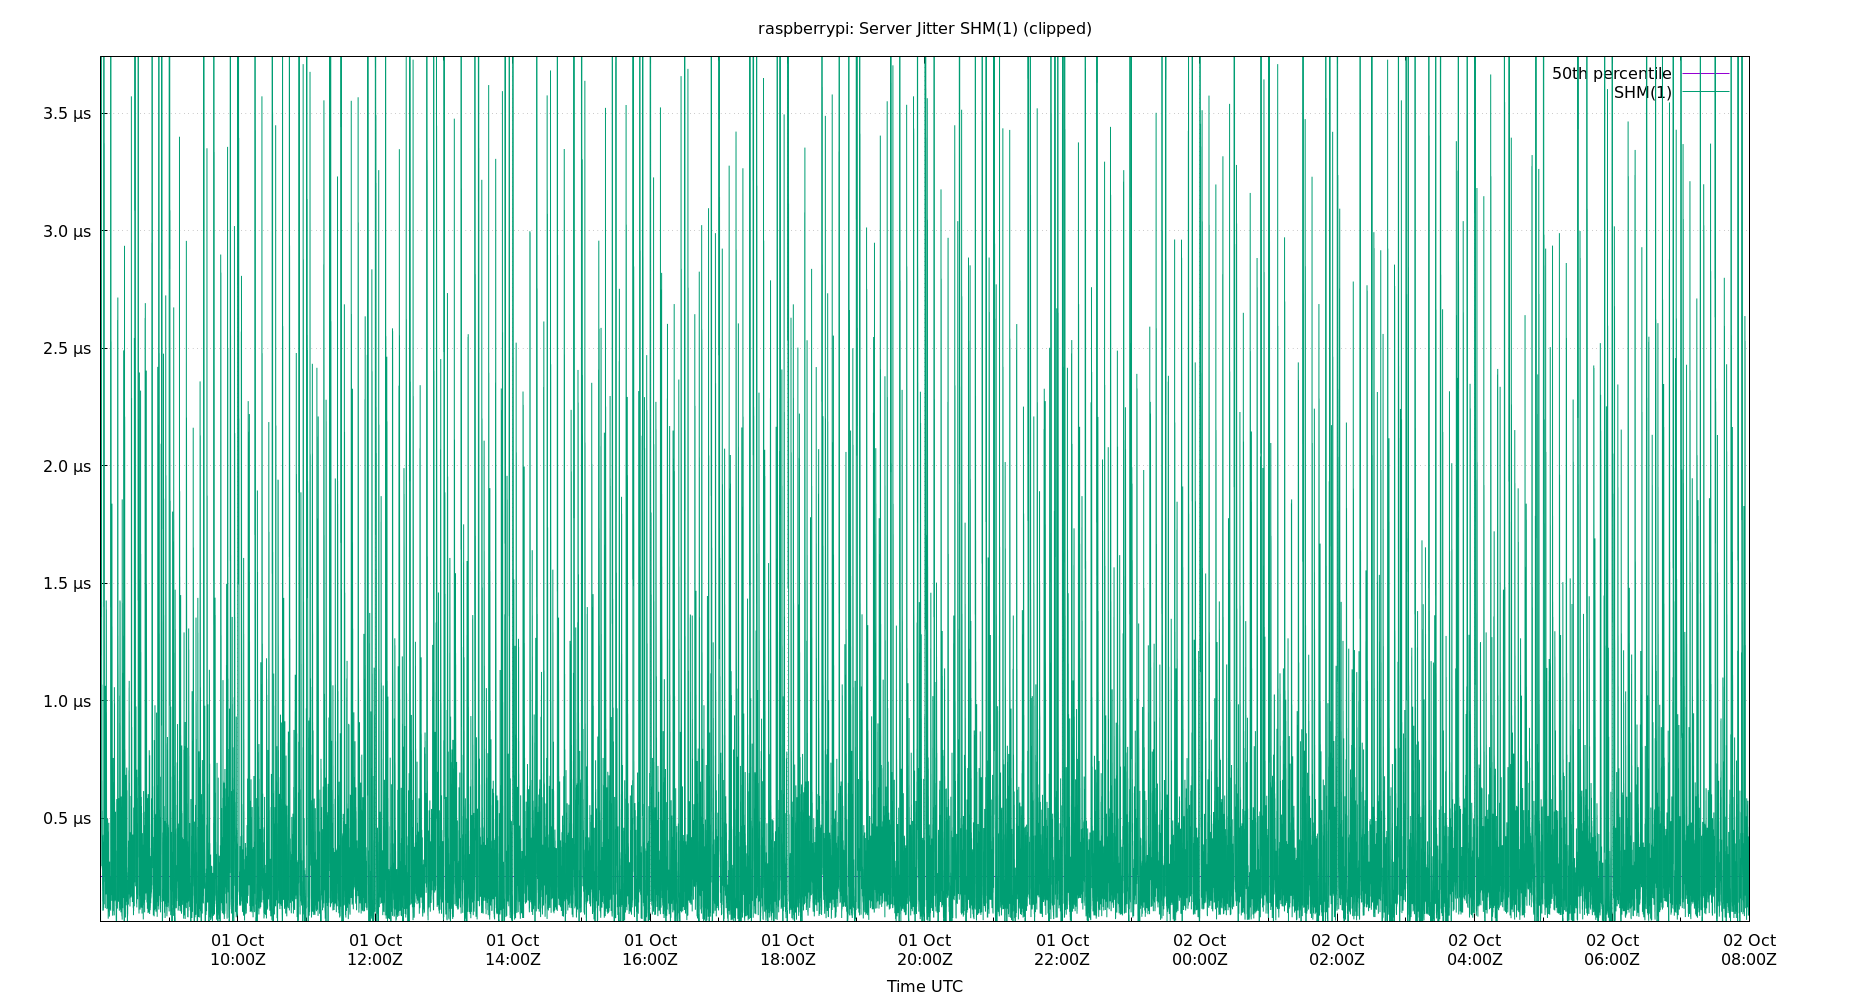 raspberrypi: Server Jitter SHM(1) (clipped)
50th percentile
SHM(1)
3.5 µs
3.0 µs
2.5 µs
2.0 µs
1.5 µs
1.0 µs
0.5 µs
01 Oct 01 Oct 01 Oct 01 Oct 01 Oct 01 Oct 01 Oct 02 Oct 02 Oct 02 Oct 02 Oct 02 Oct
10:00Z 12:00Z 14:00Z 16:00Z 18:00Z 20:00Z 22:00Z 00:00Z 02:00Z 04:00Z 06:00Z 08:00Z
Time UTC